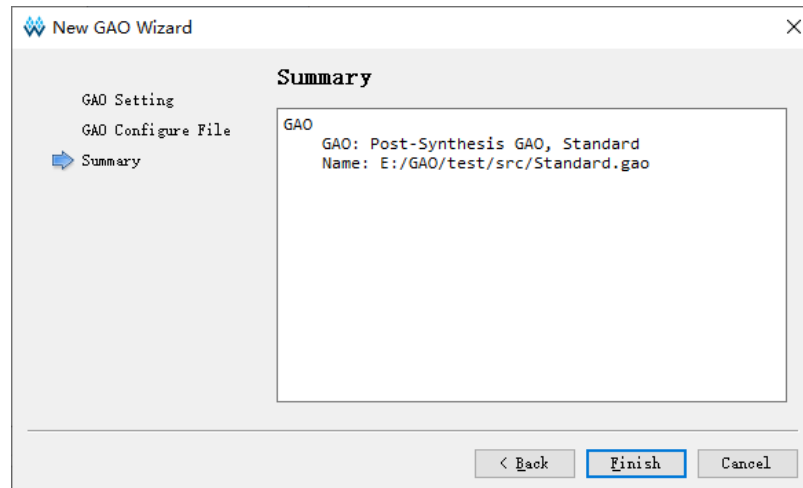 New GAO Wizard
GAO Setting
GAO Configure File
Summary
Summary
GAO
GAO: Post-Synthesis GAO, Standard
Name: E:/GAO/test/src/Standard.gao
< Back
Finish
Cancel